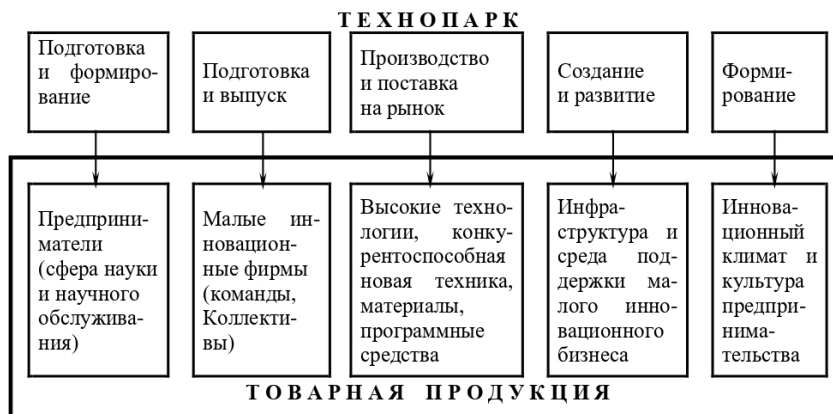 ТЕХНОПАРК
Подготовка
и формиро-
вание
Подготовка
и выпуск
Производство
и поставка
на рынок
Создание
и развитие
Форми-
рование
Предприни-
матели
(сфера науки
и научного
обслужива-
ния)
Малые ин-
новацион-
ные фирмы
(команды,
Коллекти-
вы)
Высокие техно-
логии, конку-
рентоспособная
новая техника,
материалы,
программные
средства
Инфра-
структура и
среда под-
держки ма-
лого инно-
вационного
бизнеса
Иннова-
ционный
климат и
культура
предпри-
нима-
тельства
ТОВАРНАЯ ПРОДУКЦИЯ